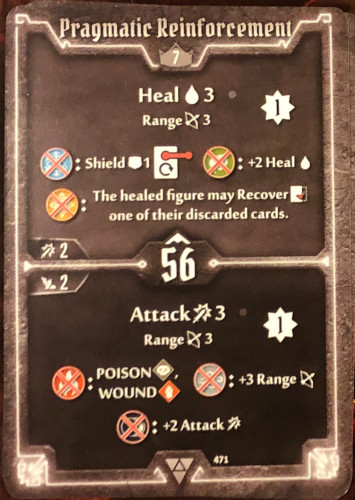 Pragmatic Reinforcement
7
Heal 3
Range 3
1
: Shield 1
: +2 Heal
: The healed figure may Recover
one of their discarded cards.
2
56
2
Attack 3
Range 3
1
: POISON,
WOUND
: +3 Range
: +2 Attack
471